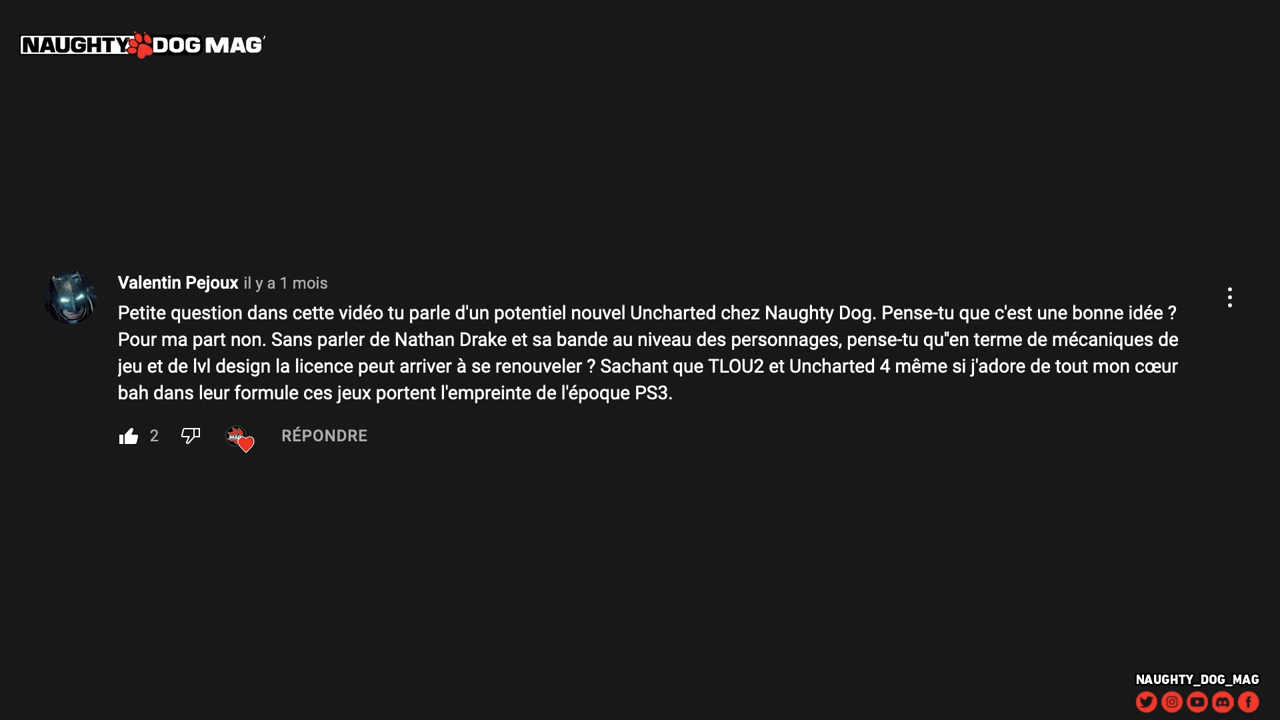 NAUGHTY DOG MAG'
Valentin Pejoux il y a 1 mois
Petite question dans cette vidéo tu parle d'un potentiel nouvel Uncharted chez Naughty Dog. Pense-tu que c'est une bonne idée ?
Pour ma part non. Sans parler de Nathan Drake et sa bande au niveau des personnages, pense-tu qu''en terme de mécaniques de
jeu et de lvl design la licence peut arriver à se renouveler ? Sachant que TLOU2 et Uncharted 4 même si j'adore de tout mon cœur
bah dans leur formule ces jeux portent l'empreinte de l'époque PS3.
2 RÉPONDRE
NAUGHTY_DOG_MAG